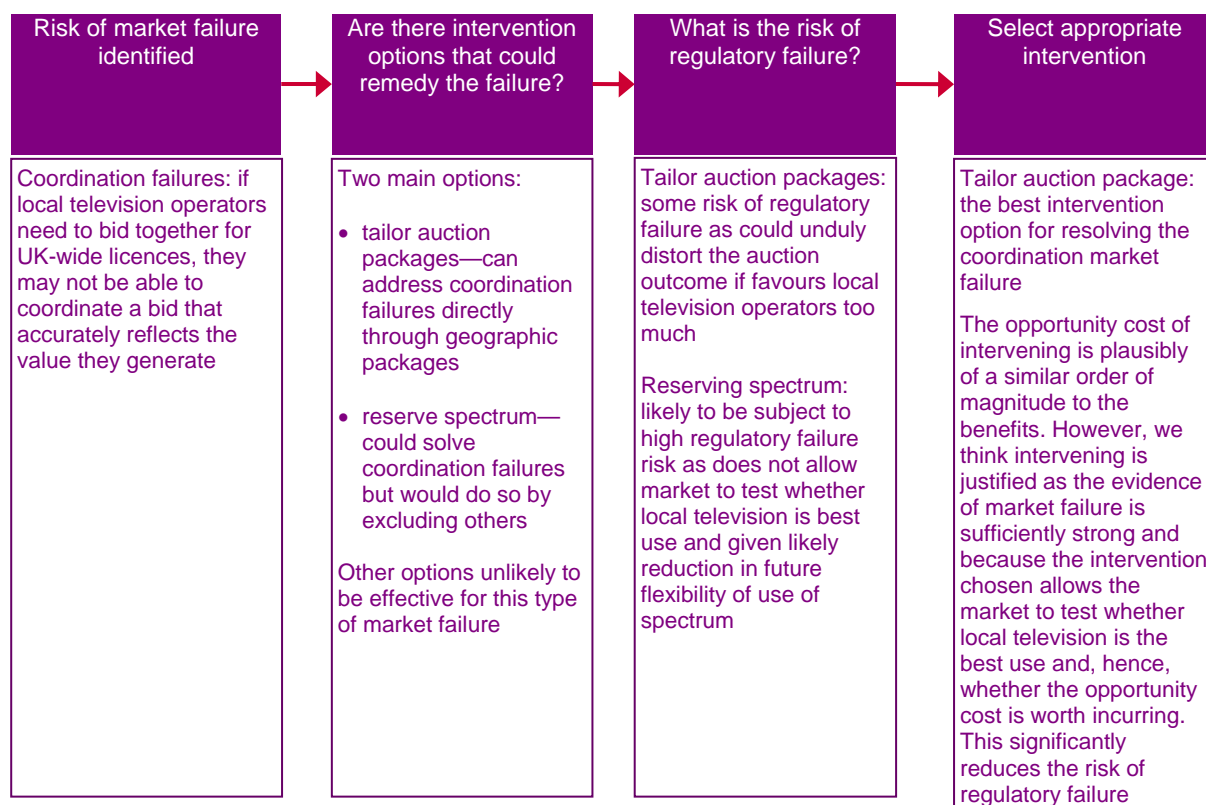 Risk of market failure
identified
Are there intervention
options that could
remedy the failure?
What is the risk of
regulatory failure?
Select appropriate
intervention
Coordination failures: if
local television operators
need to bid together for
UK-wide licences, they
may not be able to
coordinate a bid that
accurately reflects the
value they generate
Two main options:
• tailor auction
packages—can
address coordination
failures directly
through geographic
packages
• reserve spectrum—
could solve
coordination failures
but would do so by
excluding others
Other options unlikely to
be effective for this type
of market failure
Tailor auction packages:
some risk of regulatory
failure as could unduly
distort the auction
outcome if favours local
television operators too
much
Reserving spectrum:
likely to be subject to
high regulatory failure
risk as does not allow
market to test whether
local television is best
use and given likely
reduction in future
flexibility of use of
spectrum
Tailor auction package:
the best intervention
option for resolving the
coordination market
failure
The opportunity cost of
intervening is plausibly
of a similar order of
magnitude to the
benefits. However, we
think intervening is
justified as the evidence
of market failure is
sufficiently strong and
because the intervention
chosen allows the
market to test whether
local television is the
best use and, hence,
whether the opportunity
cost is worth incurring.
This significantly
reduces the risk of
regulatory failure